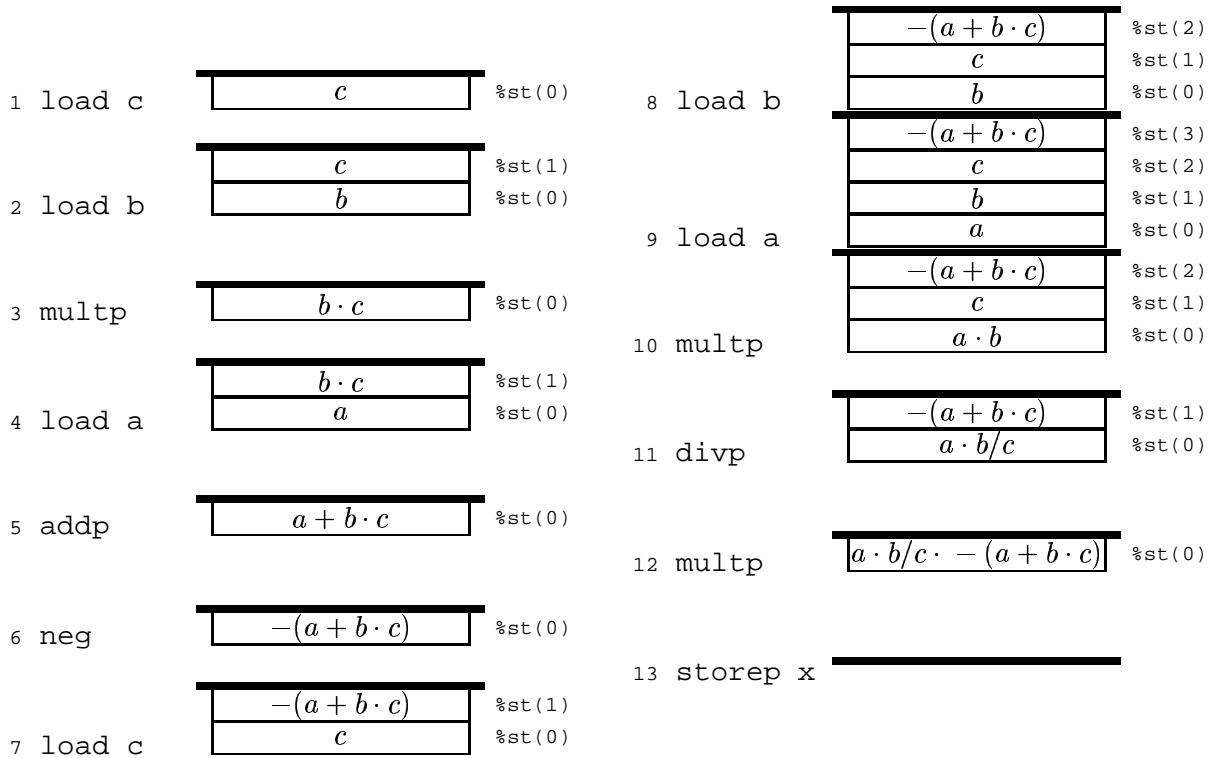 c %st(0)
1 load c
c %st(1)
2 load b b %st(0)
3 multp b · c %st(0)
b · c %st(1)
4 load a a %st(0)
5 addp a + b · c %st(0)
6 neg −(a + b · c) %st(0)
−(a + b · c) %st(1)
7 load c c %st(0)
−(a + b · c) %st(2)
c %st(1)
8 load b b %st(0)
−(a + b · c) %st(3)
c %st(2)
b %st(1)
9 load a a %st(0)
−(a + b · c) %st(2)
c %st(1)
10 multp a · b %st(0)
−(a + b · c) %st(1)
11 divp a · b/c %st(0)
12 multp a · b/c · −(a + b · c) %st(0)
13 storep x